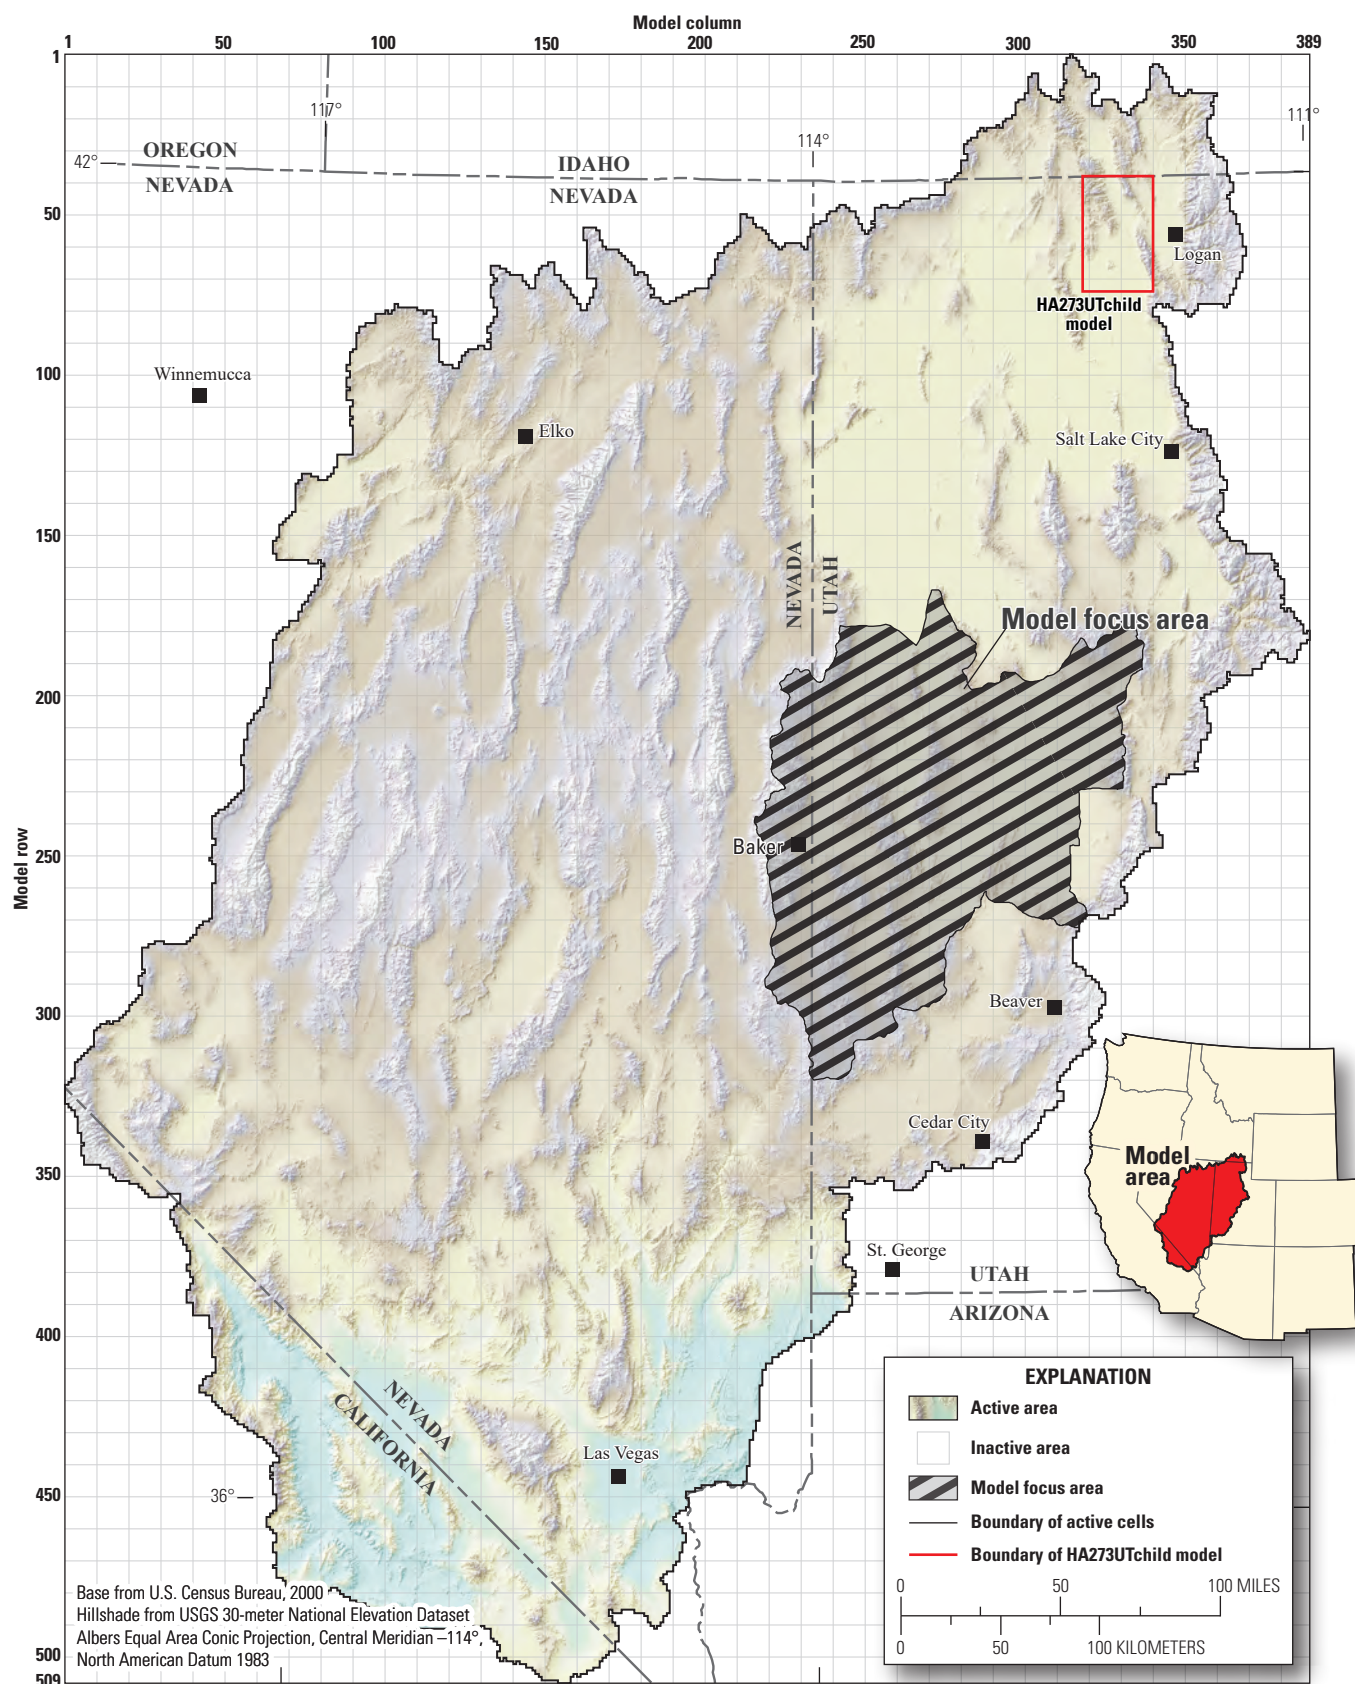 Model column
1 50 100 150 200 250 300 350 389
1
117°
114°
111°
42°
OREGON
IDAHO
NEVADA
NEVADA
50
Logan
HA273UTchild
model
Winnemucca
100
Elko
Salt Lake City
150
NEVADA
UTAH
Model focus area
200
Baker
250
Model row
Beaver
300
Cedar City
350
Model
area
St. George
UTAH
ARIZONA
400
NEVADA
CALIFORNIA
Las Vegas
450
36°
500
509
EXPLANATION
Active area
Inactive area
Model focus area
Boundary of active cells
Boundary of HA273UTchild model
0 50 100 MILES
0 50 100 KILOMETERS
Base from U.S. Census Bureau, 2000
Hillshade from USGS 30-meter National Elevation Dataset
Albers Equal Area Conic Projection, Central Meridian –114°,
North American Datum 1983